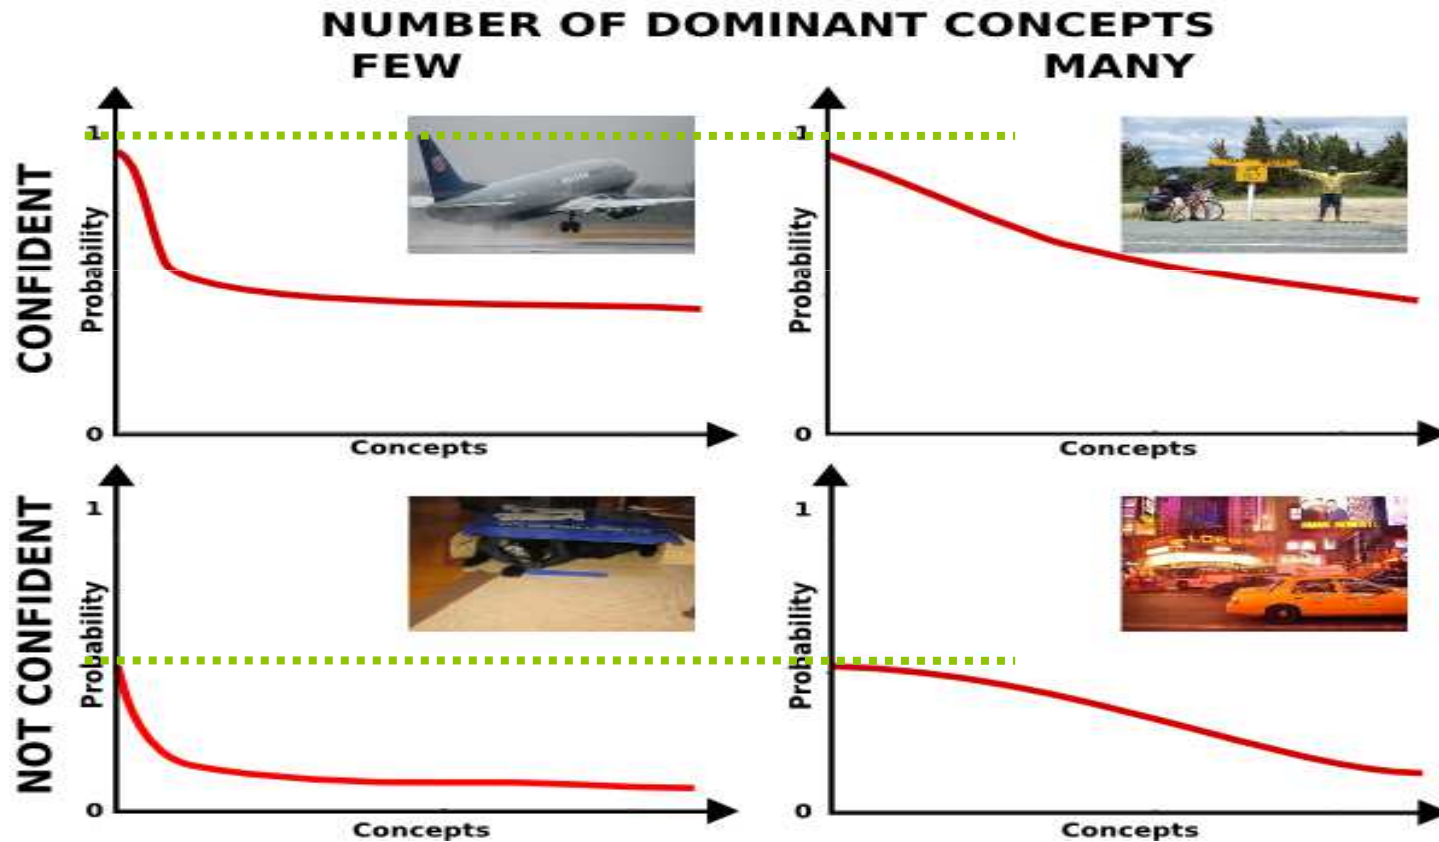 NUMBER OF DOMINANT CONCEPTS
FEW
MANY
CONFIDENT
1
Probability
0
Concepts
1
Probability
0
Concepts
NOT CONFIDENT
1
Probability
0
Concepts
1
Probability
0
Concepts